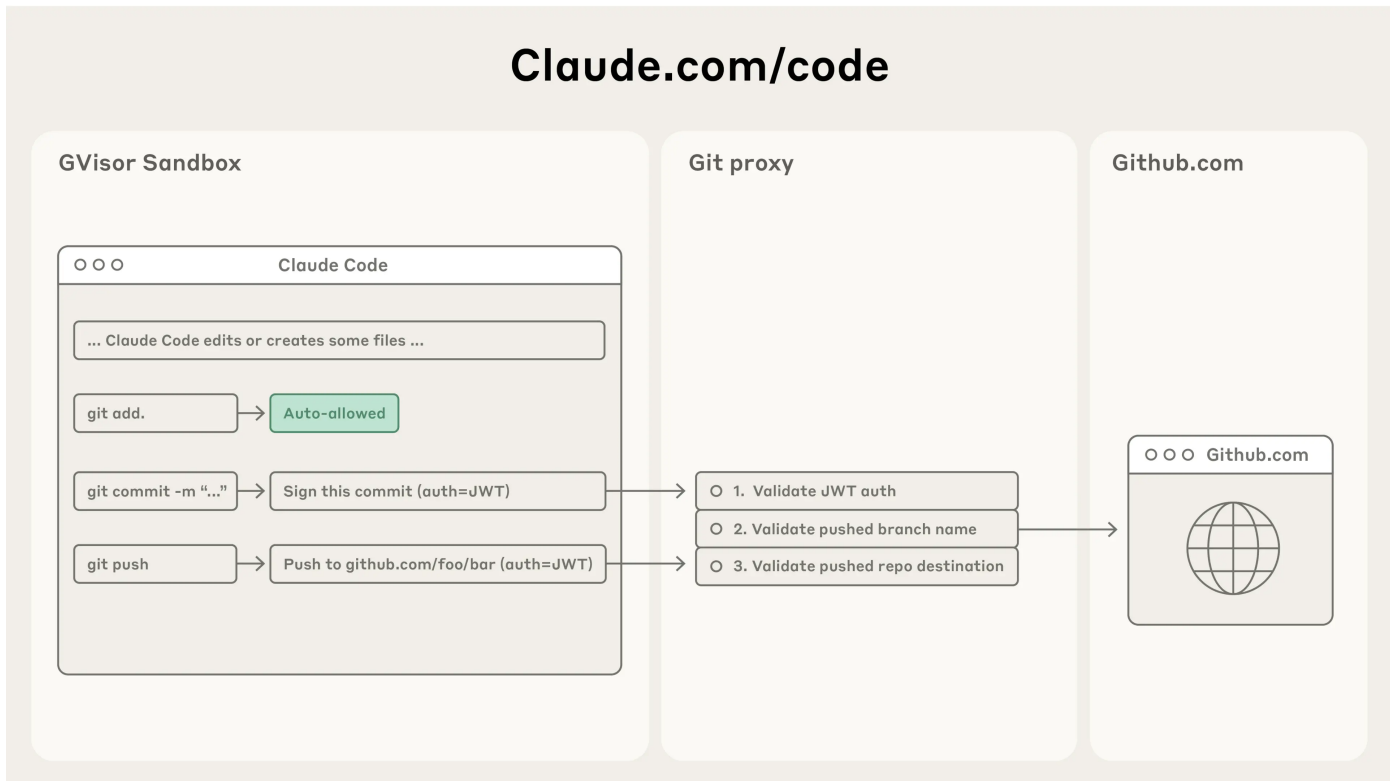 Claude.com/code
GVisor Sandbox
Claude Code
... Claude Code edits or creates some files ...
git add.
Auto-allowed
git commit -m “...”
Sign this commit (auth=JWT)
git push
Push to github.com/foo/bar (auth=JWT)
Git proxy
1. Validate JWT auth
2. Validate pushed branch name
3. Validate pushed repo destination
Github.com
Github.com